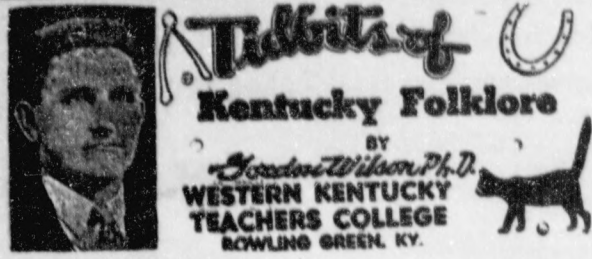 Tidbits of
Kentucky Folklore
BY
Gordon Wilson, Ph.D.
WESTERN KENTUCKY
TEACHERS COLLEGE
BOWLING GREEN, KY.